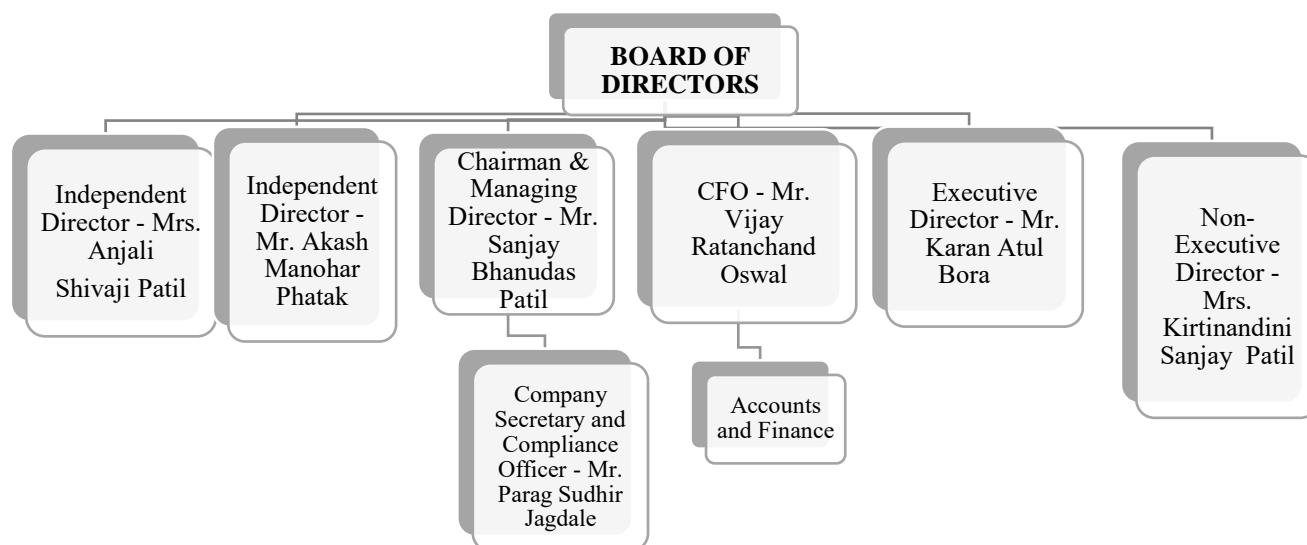 BOARD OF
DIRECTORS
Independent
Director - Mrs.
Anjali
Shivaji Patil
Independent
Director -
Mr. Akash
Manohar
Phatak
Chairman &
Managing
Director - Mr.
Sanjay
Bhanudas
Patil
CFO - Mr.
Vijay
Ratanchand
Oswal
Executive
Director - Mr.
Karan Atul
Bora
Non-
Executive
Director -
Mrs.
Kirtinandini
Sanjay Patil
Company
Secretary and
Compliance
Officer - Mr.
Parag Sudhir
Jagdale
Accounts
and Finance